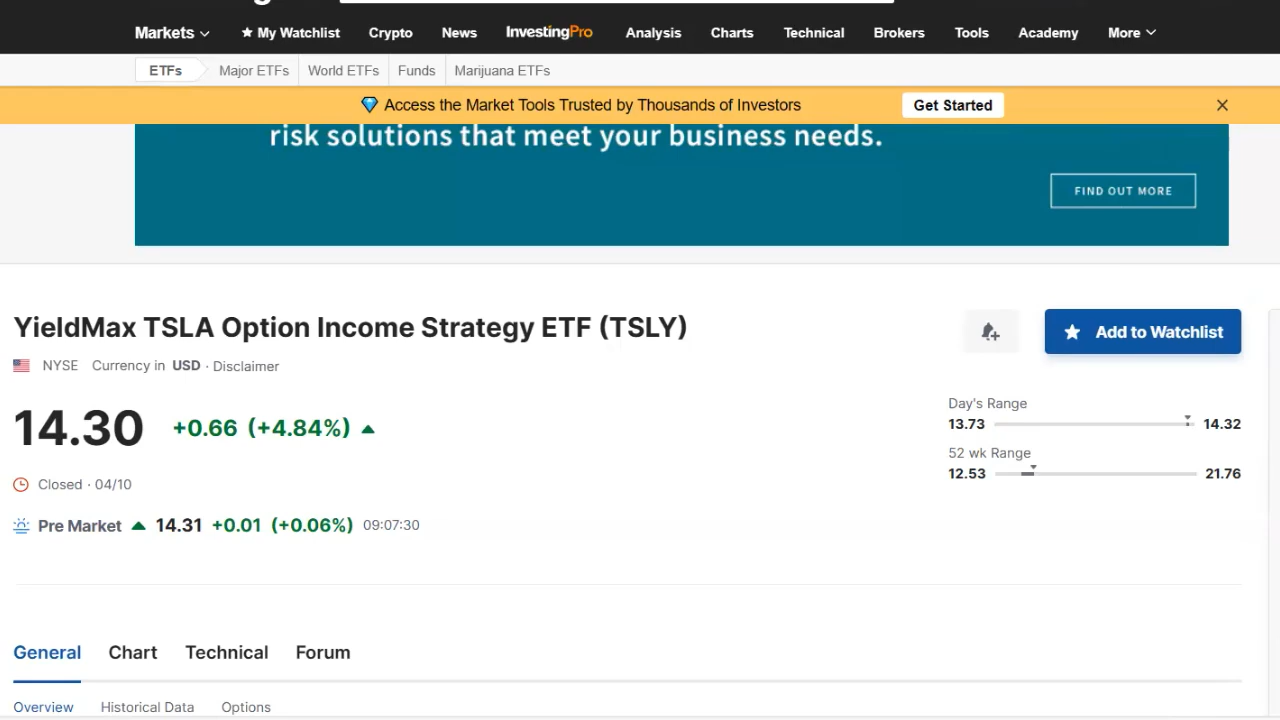 Markets
My Watchlist
Crypto
News
InvestingPro
Analysis
Charts
Technical
Brokers
Tools
Academy
More
ETFs
Major ETFs
World ETFs
Funds
Marijuana ETFs
Access the Market Tools Trusted by Thousands of Investors
Get Started
risk solutions that meet your business needs.
FIND OUT MORE
YieldMax TSLA Option Income Strategy ETF (TSLY)
Add to Watchlist
NYSE Currency in USD · Disclaimer
14.30 +0.66 (+4.84%)
Day's Range
13.73 14.32
52 wk Range
12.53 21.76
Closed · 04/10
Pre Market 14.31 +0.01 (+0.06%) 09:07:30
General Chart Technical Forum
Overview Historical Data Options